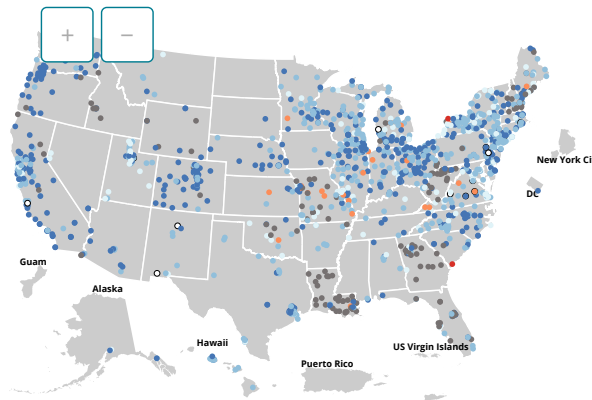 + −
New York Ci
DC
Guam
Alaska
Hawaii
US Virgin Islands
Puerto Rico